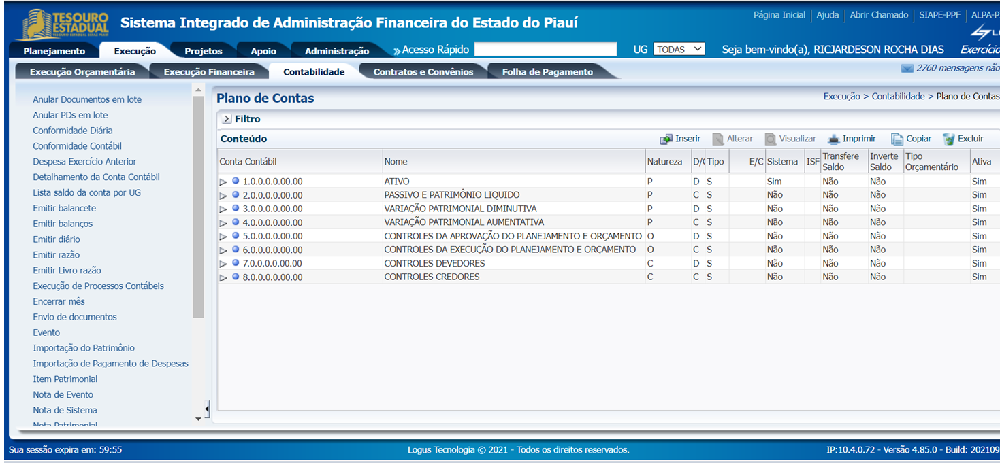 Página Inicial | Ajuda | Abrir Chamado | SIAPE-PPF | ALPA-P
TESOURO
ESTADUAL
Sistema Integrado de Administração Financeira do Estado do Piauí
Planejamento Execução Projetos Apoio Administração Acesso Rápido UG TODAS Seja bem-vindo(a), RICJARDESON ROCHA DIAS Exercício
Execução Orçamentária Execução Financeira Contabilidade Contratos e Convênios Folha de Pagamento 2760 mensagens não
Anular Documentos em lote
Anular PDs em lote
Conformidade Diária
Conformidade Contábil
Despesa Exercício Anterior
Detalhamento da Conta Contábil
Lista saldo da conta por UG
Emitir balancete
Emitir balanços
Emitir diário
Emitir razão
Emitir Livro razão
Execução de Processos Contábeis
Encerrar mês
Envio de documentos
Evento
Importação do Patrimônio
Importação de Pagamento de Despesas
Item Patrimonial
Nota de Evento
Nota de Sistema
Nota Patrimonial
Plano de Contas Execução > Contabilidade > Plano de Contas
Filtro
Conteúdo Inserir Alterar Visualizar Imprimir Copiar Excluir
Conta Contábil Nome Natureza D/C Tipo E/C Sistema ISF Transfere Saldo Inverte Saldo Tipo Orçamentário Ativa
1.0.0.0.0.00.00 ATIVO P D S Sim Não Não Sim
2.0.0.0.0.00.00 PASSIVO E PATRIMÔNIO LIQUIDO P C S Não Não Não Sim
3.0.0.0.0.00.00 VARIAÇÃO PATRIMONIAL DIMINUTIVA P D S Não Não Não Sim
4.0.0.0.0.00.00 VARIAÇÃO PATRIMONIAL AUMENTATIVA P C S Não Não Não Sim
5.0.0.0.0.00.00 CONTROLES DA APROVAÇÃO DO PLANEJAMENTO E ORÇAMENTO O D S Não Não Não Sim
6.0.0.0.0.00.00 CONTROLES DA EXECUÇÃO DO PLANEJAMENTO E ORÇAMENTO O C S Não Não Não Sim
7.0.0.0.0.00.00 CONTROLES DEVEDORES C D S Não Não Não Sim
8.0.0.0.0.00.00 CONTROLES CREDORES C C S Não Não Não Sim
Sua sessão expira em: 59:55 Logus Tecnologia © 2021 - Todos os direitos reservados. IP:10.4.0.72 - Versão 4.85.0 - Build: 202109